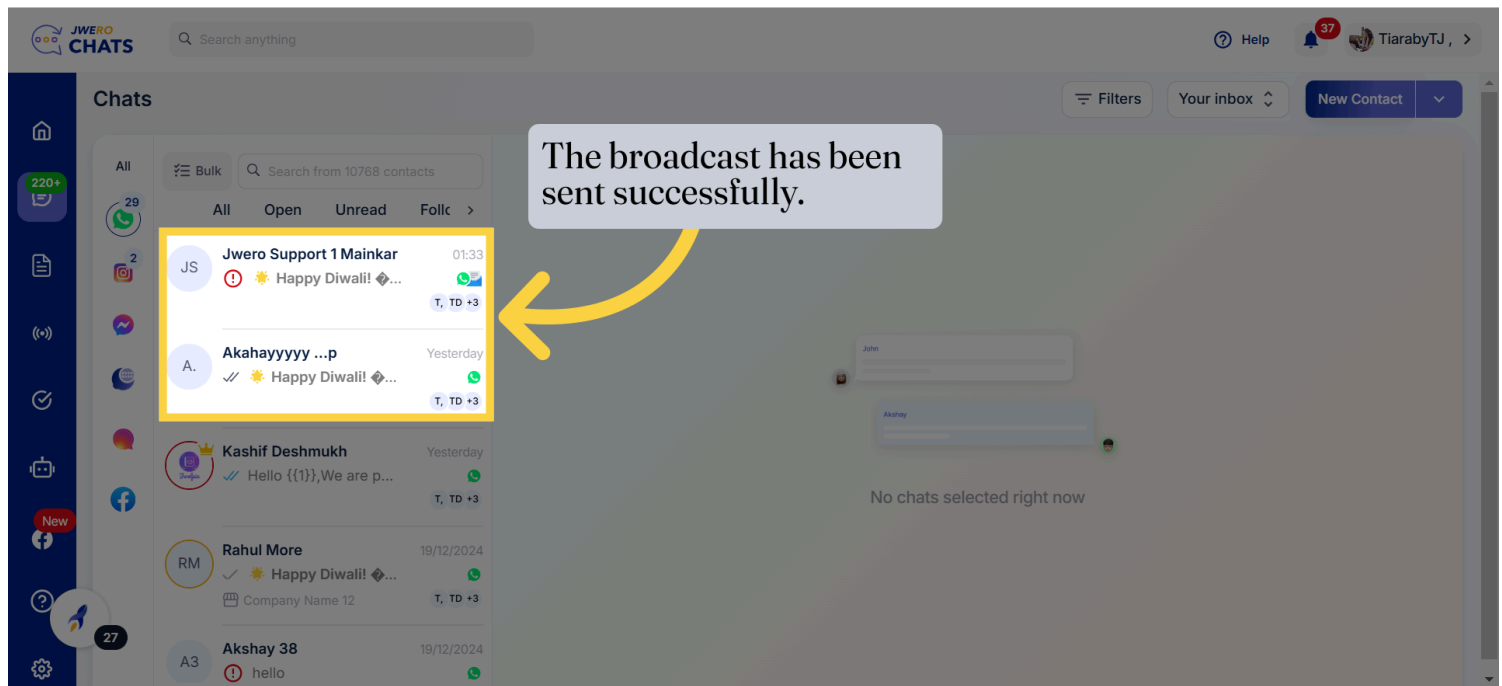 JWERO
CHATS
Search anything
Help
37
TiarabyTJ ,
Chats
Filters
Your inbox
New Contact
220+
All
29
2
New
27
Bulk
Search from 10768 contacts
All Open Unread Follc
The broadcast has been
sent successfully.
JS
Jwero Support 1 Mainkar 01:33
Happy Diwali! �...
T, TD +3
A.
Akahayyyyy ...p Yesterday
Happy Diwali! �...
T, TD +3
Kashif Deshmukh Yesterday
Hello {{1}},We are p...
T, TD +3
RM
Rahul More 19/12/2024
Happy Diwali! �...
Company Name 12 T, TD +3
A3
Akshay 38 19/12/2024
hello
John
Akshay
No chats selected right now